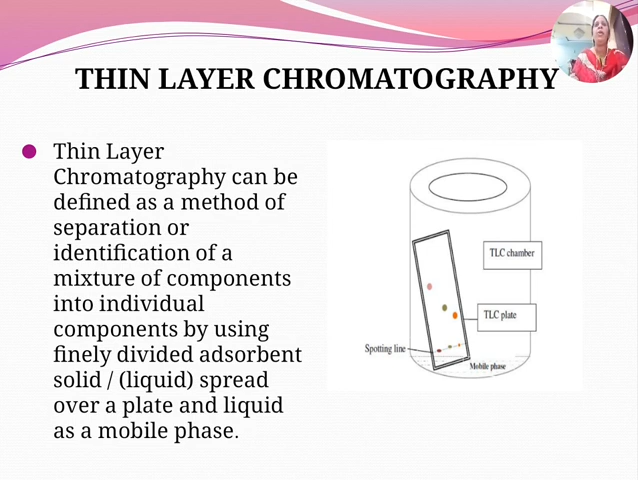 THIN LAYER CHROMATOGRAPHY
Thin Layer
Chromatography can be
defined as a method of
separation or
identification of a
mixture of components
into individual
components by using
finely divided adsorbent
solid / (liquid) spread
over a plate and liquid
as a mobile phase.
TLC chamber
TLC plate
Spotting line
Mobile phase